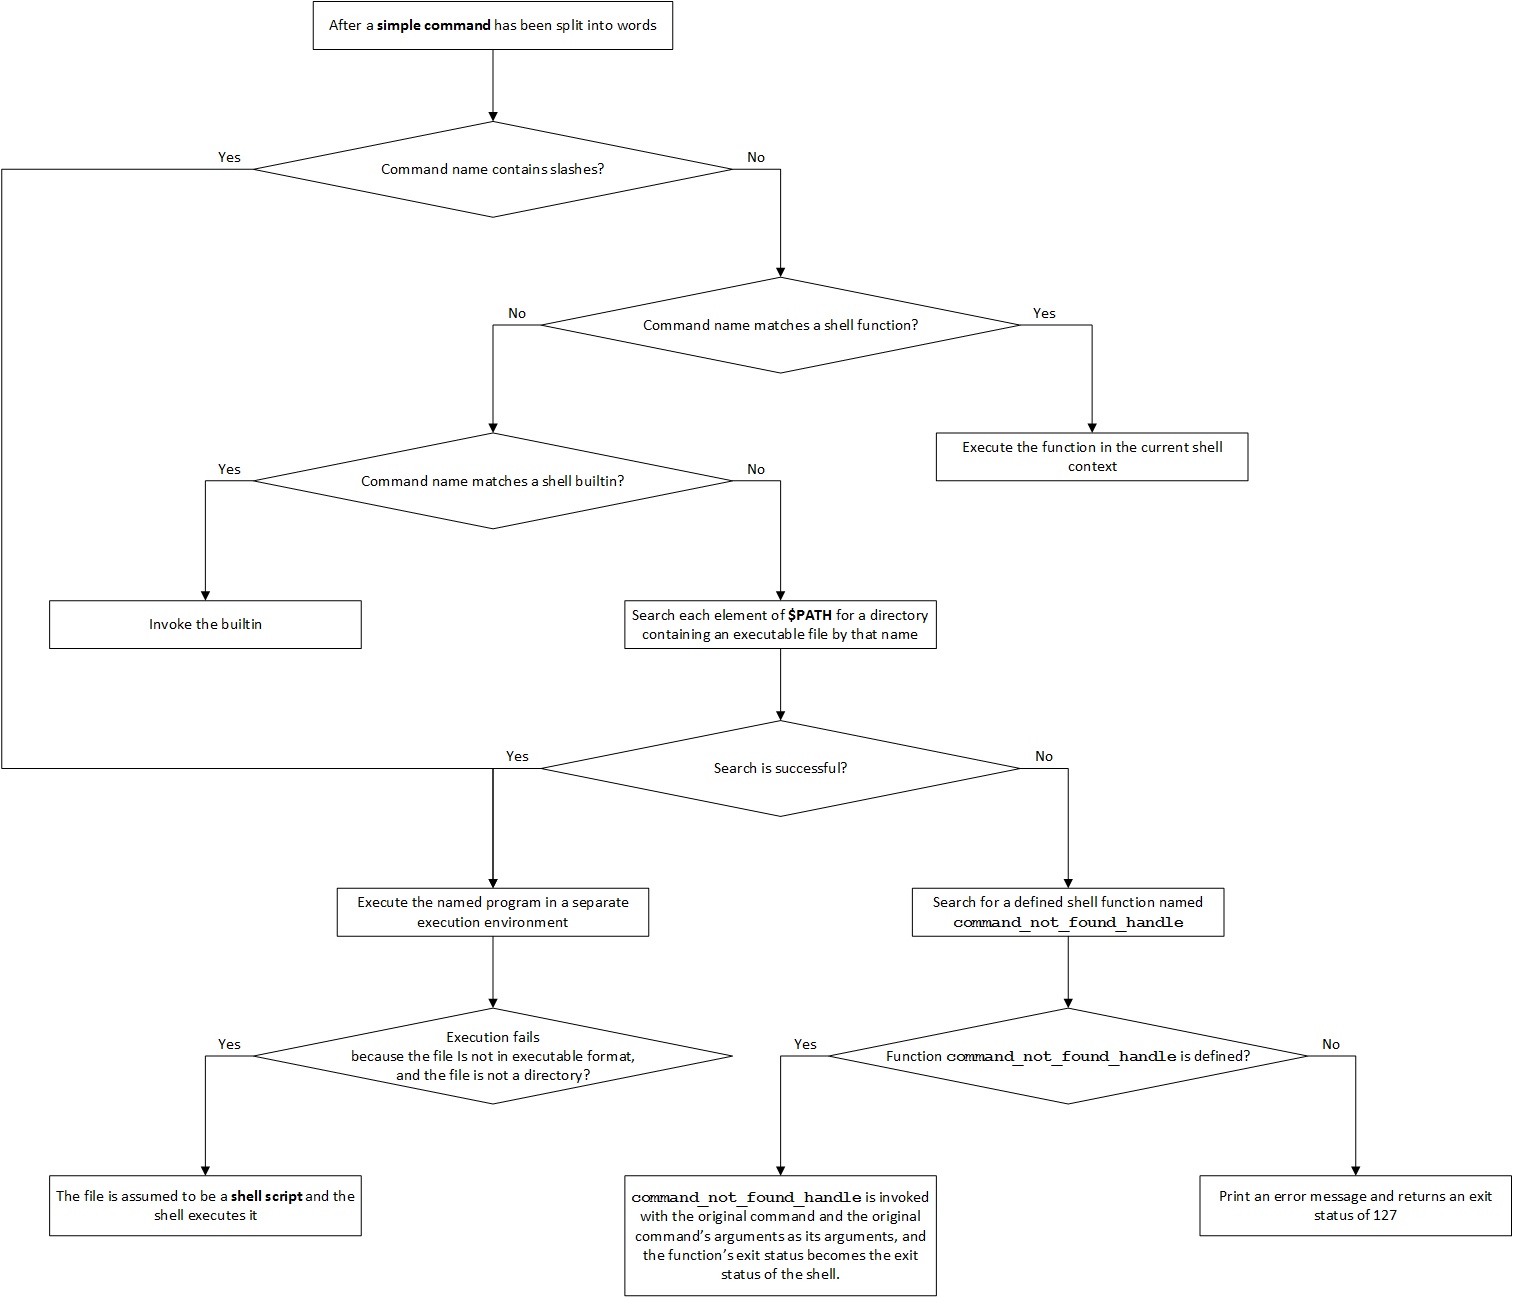 After a simple command has been split into words
Yes
No
Command name contains slashes?
No
Yes
Command name matches a shell function?
Execute the function in the current shell
context
Yes
No
Command name matches a shell builtin?
Invoke the builtin
Search each element of $PATH for a directory
containing an executable file by that name
Yes
No
Search is successful?
Execute the named program in a separate
execution environment
Search for a defined shell function named
command_not_found_handle
Yes
Execution fails
because the file Is not in executable format,
and the file is not a directory?
Yes
No
Function command_not_found_handle is defined?
The file is assumed to be a shell script and the
shell executes it
command_not_found_handle is invoked
with the original command and the original
command’s arguments as its arguments, and
the function’s exit status becomes the exit
status of the shell.
Print an error message and returns an exit
status of 127